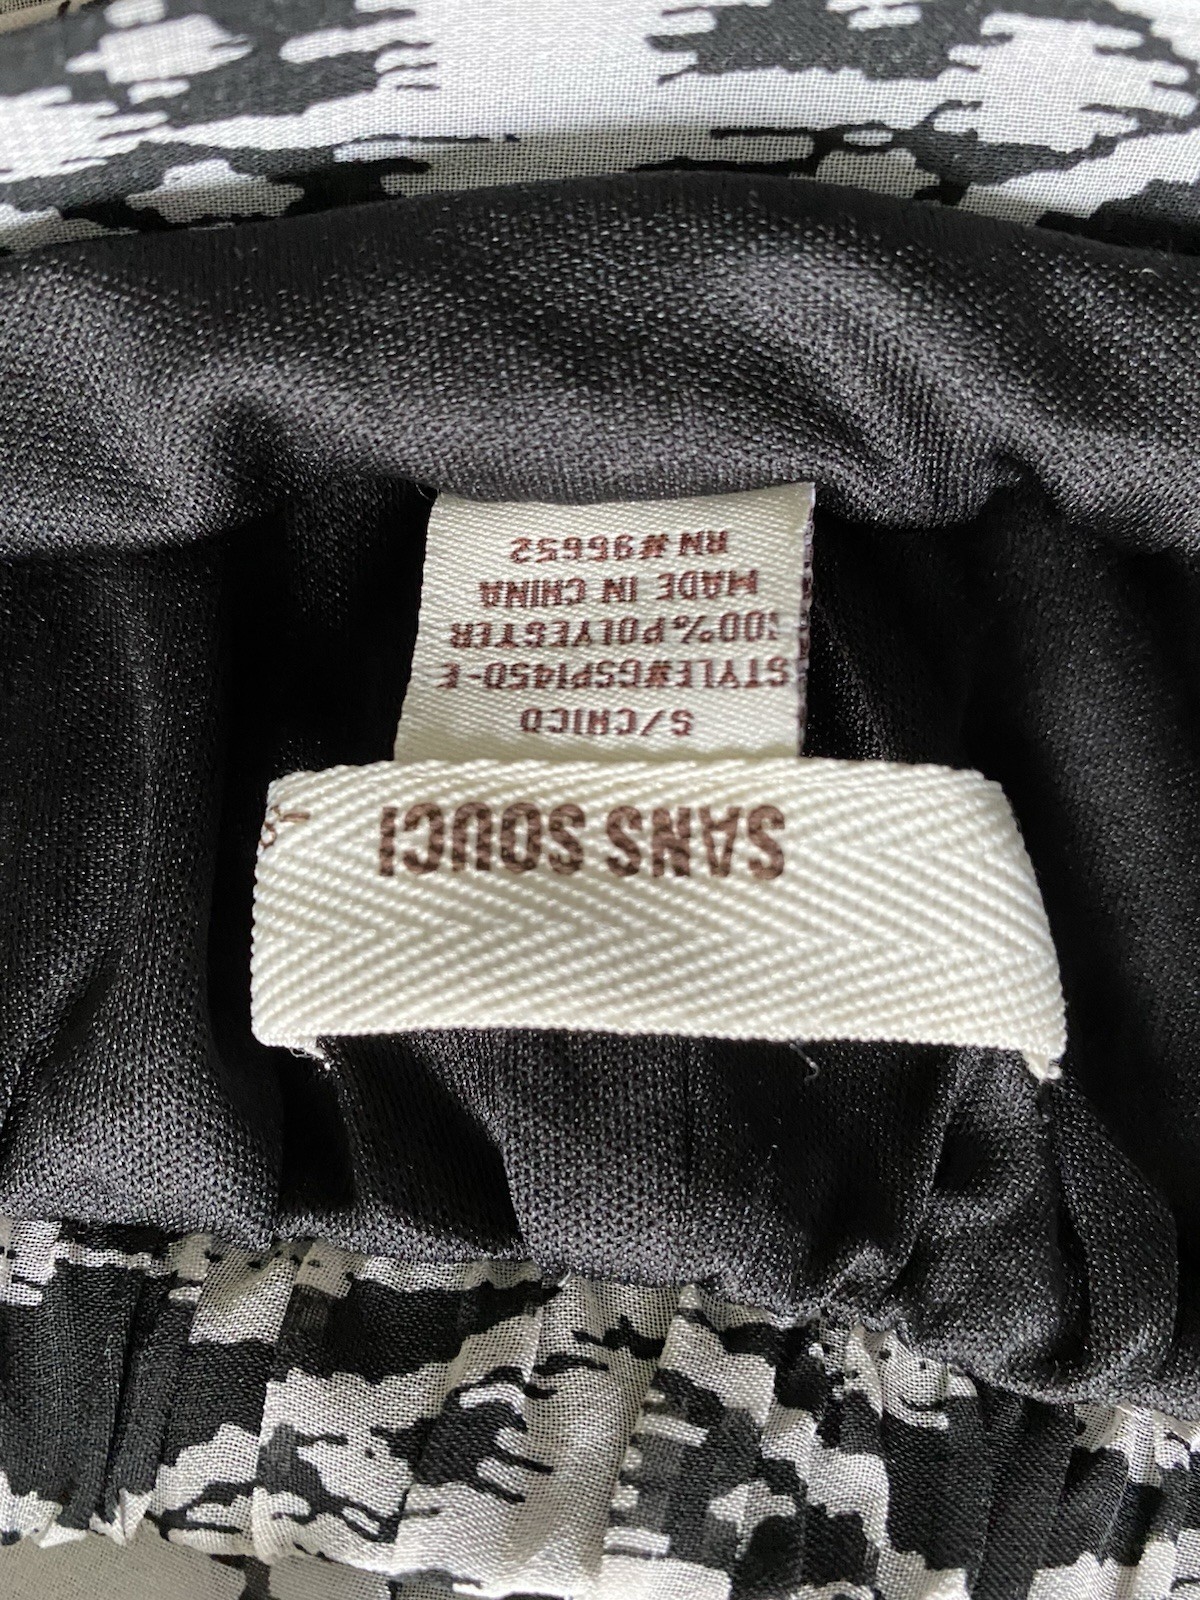 SANS SOUCI
S/CHICO
STYLE#GSP1450-E
100%POLYESTER
MADE IN CHINA
RN#96652